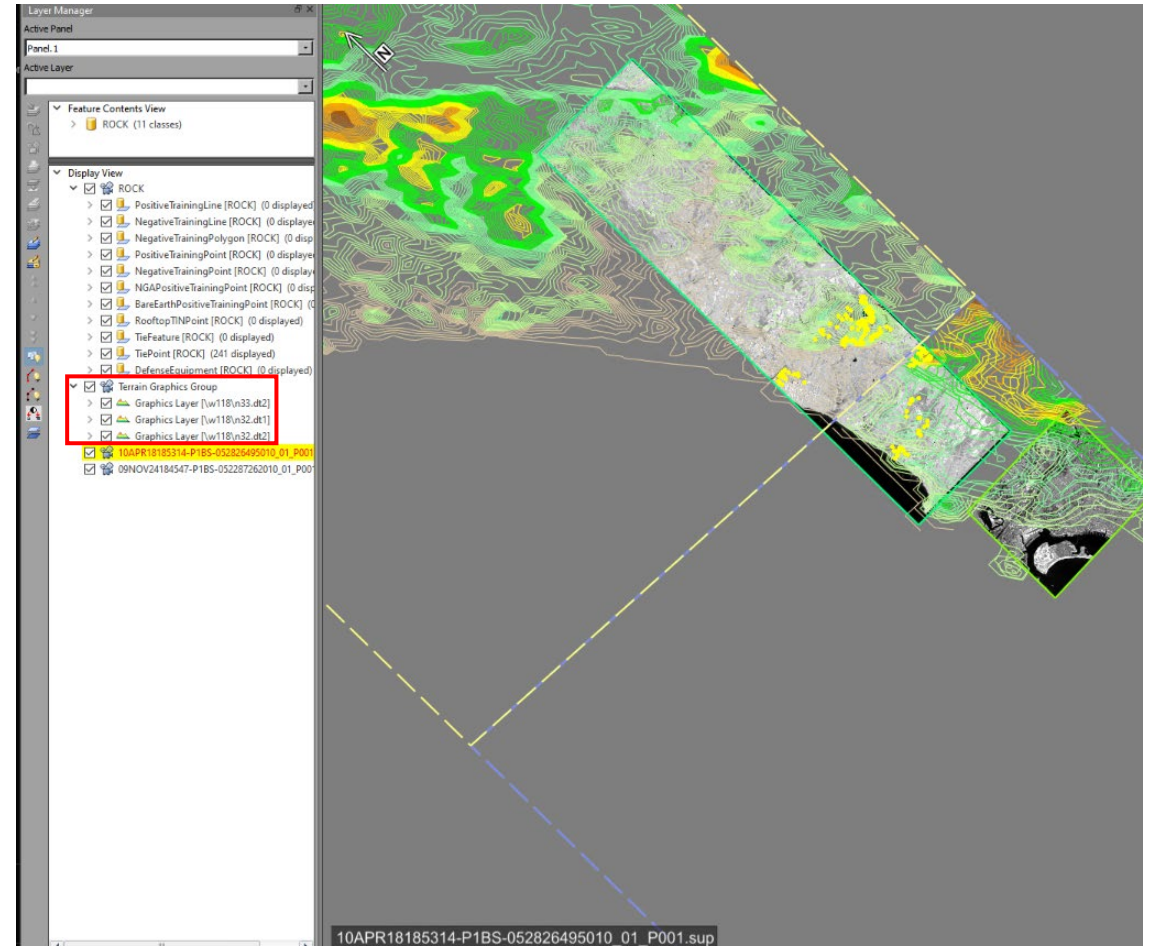 Layer Manager
Active Panel
Panel.1
Active Layer
Feature Contents View
ROCK (11 classes)
Display View
ROCK
PositiveTrainingLine [ROCK] (0 displayed
NegativeTrainingLine [ROCK] (0 displaye
NegativeTrainingPolygon [ROCK] (0 disp
PositiveTrainingPoint [ROCK] (0 displaye
NegativeTrainingPoint [ROCK] (0 display
NGAPositiveTrainingPoint [ROCK] (0 disp
BareEarthPositiveTrainingPoint [ROCK] (0
RooftopTINPoint [ROCK] (0 displayed)
TieFeature [ROCK] (0 displayed)
TiePoint [ROCK] (241 displayed)
DefenseEquipment [ROCK] (0 displayed)
Terrain Graphics Group
Graphics Layer [\w118\n33.dt2]
Graphics Layer [\w118\n32.dt1]
Graphics Layer [\w118\n32.dt2]
10APR18185314-P1BS-052826495010_01_P001
09NOV24184547-P1BS-052287262010_01_P001
N
10APR18185314-P1BS-052826495010_01_P001.sup